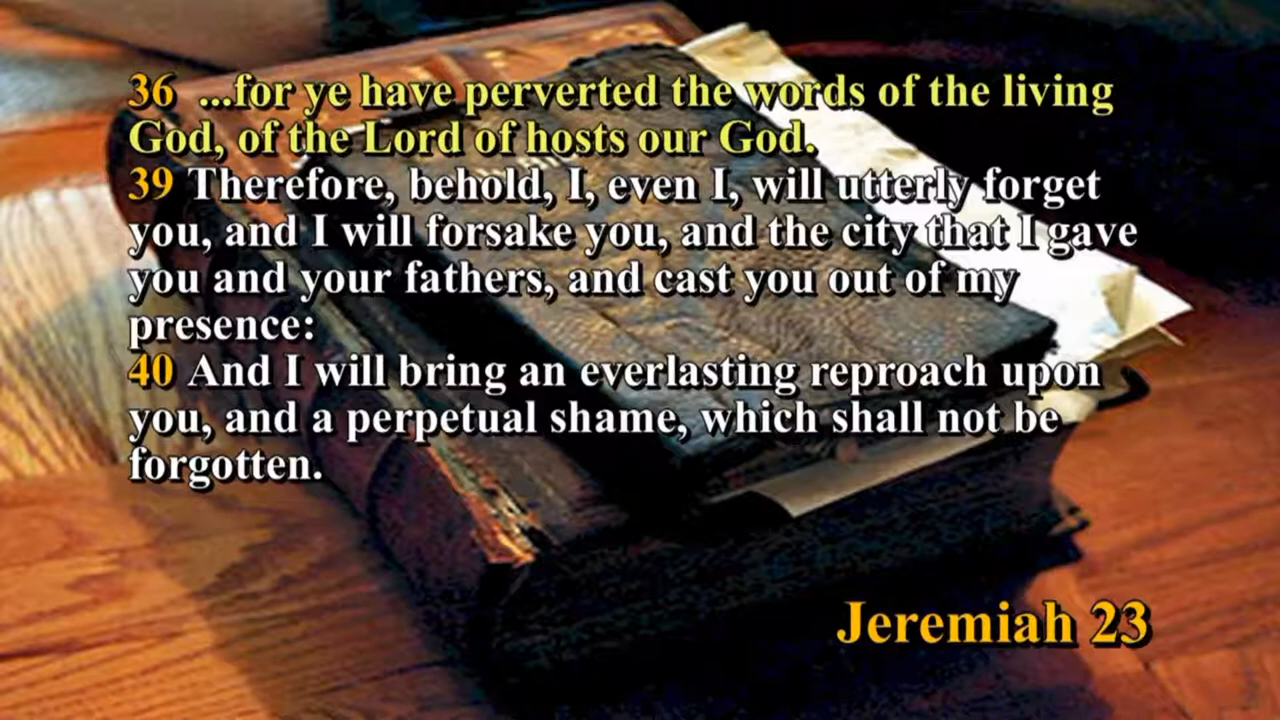 36 ...for ye have perverted the words of the living
God, of the Lord of hosts our God.
39 Therefore, behold, I, even I, will utterly forget
you, and I will forsake you, and the city that I gave
you and your fathers, and cast you out of my
presence:
40 And I will bring an everlasting reproach upon
you, and a perpetual shame, which shall not be
forgotten.
Jeremiah 23